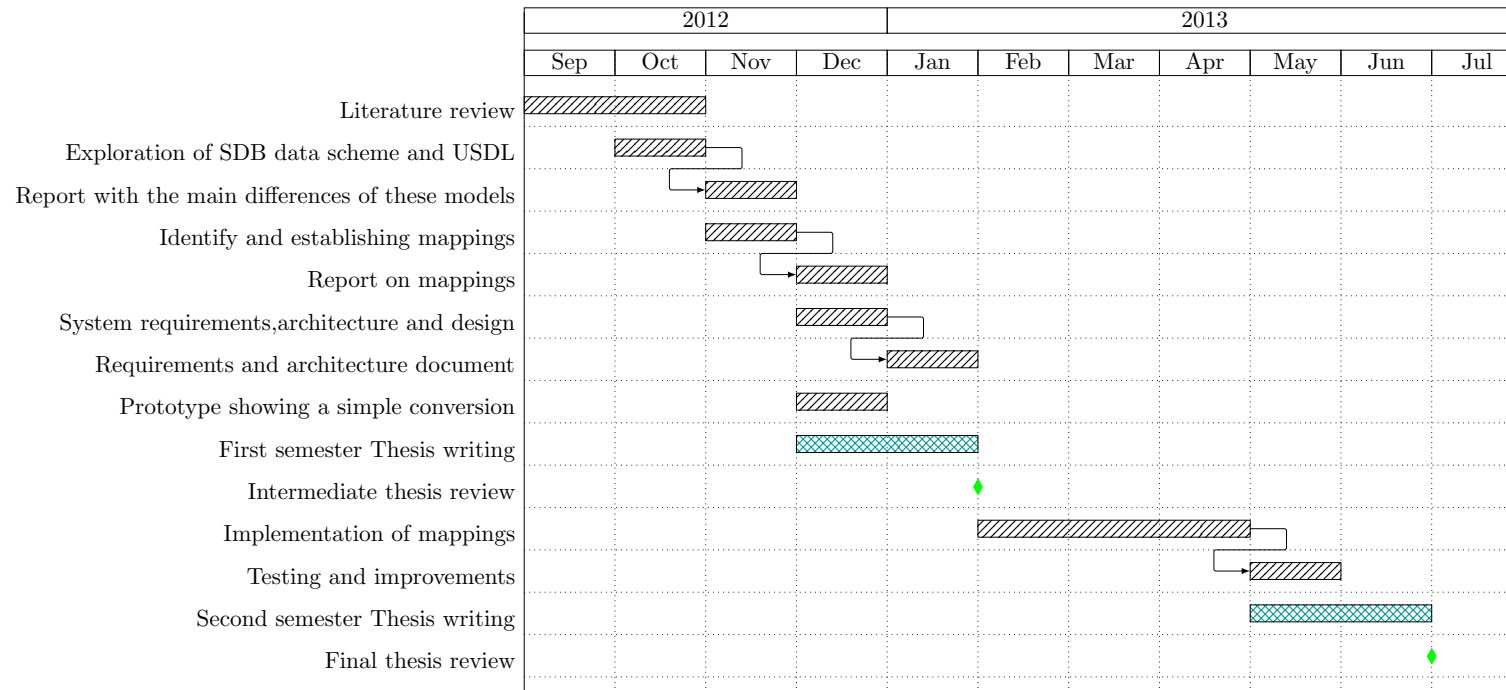 2012 2013
Sep Oct Nov Dec Jan Feb Mar Apr May Jun Jul
Literature review
Exploration of SDB data scheme and USDL
Report with the main differences of these models
Identify and establishing mappings
Report on mappings
System requirements,architecture and design
Requirements and architecture document
Prototype showing a simple conversion
First semester Thesis writing
Intermediate thesis review
Implementation of mappings
Testing and improvements
Second semester Thesis writing
Final thesis review